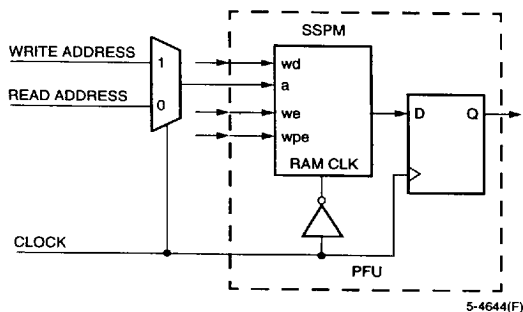 SSPM
WRITE ADDRESS
1
wd
a
READ ADDRESS
0
we
D
Q
wpe
RAM CLK
CLOCK
PFU
5-4644(F)